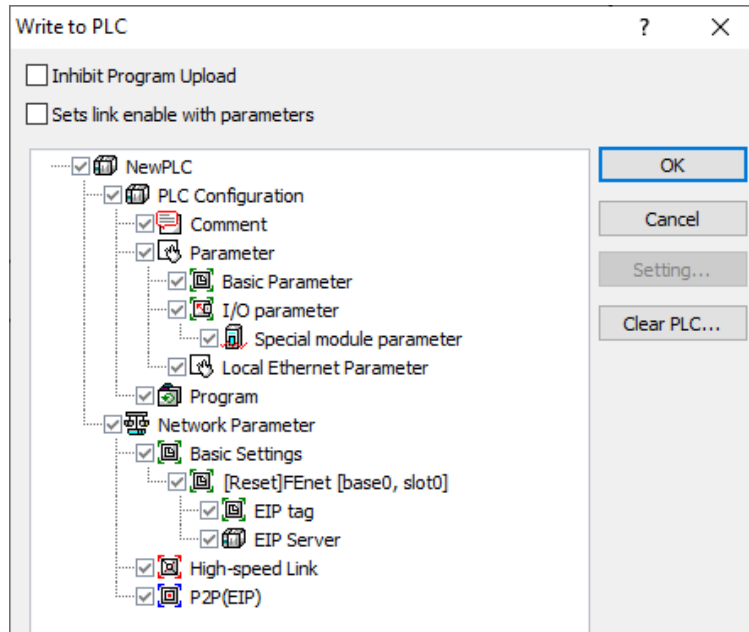 Write to PLC
?
Inhibit Program Upload
Sets link enable with parameters
NewPLC
PLC Configuration
Comment
Parameter
Basic Parameter
I/O parameter
Special module parameter
Local Ethernet Parameter
Program
Network Parameter
Basic Settings
[Reset]FEnet [base0, slot0]
EIP tag
EIP Server
High-speed Link
P2P(EIP)
OK
Cancel
Setting...
Clear PLC...